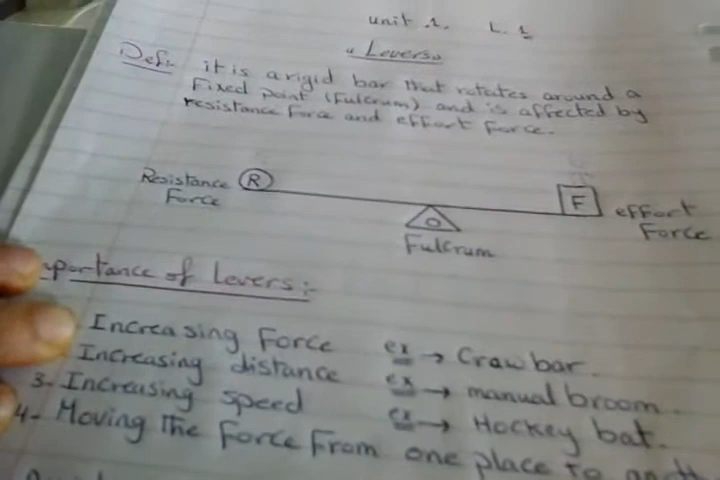 unit .1. L. 1
" Levers "
Def:- it is a rigid bar that rotates around a
Fixed point (Fulcrum) and is affected by
resistance Force and effort Force.
Resistance Force
R
F
effort Force
O
Fulcrum
portance of Levers :-
Increasing Force ex → Crowbar.
Increasing distance ex → manual broom.
3- Increasing speed ex → Hockey bat.
4- Moving The Force From one place to